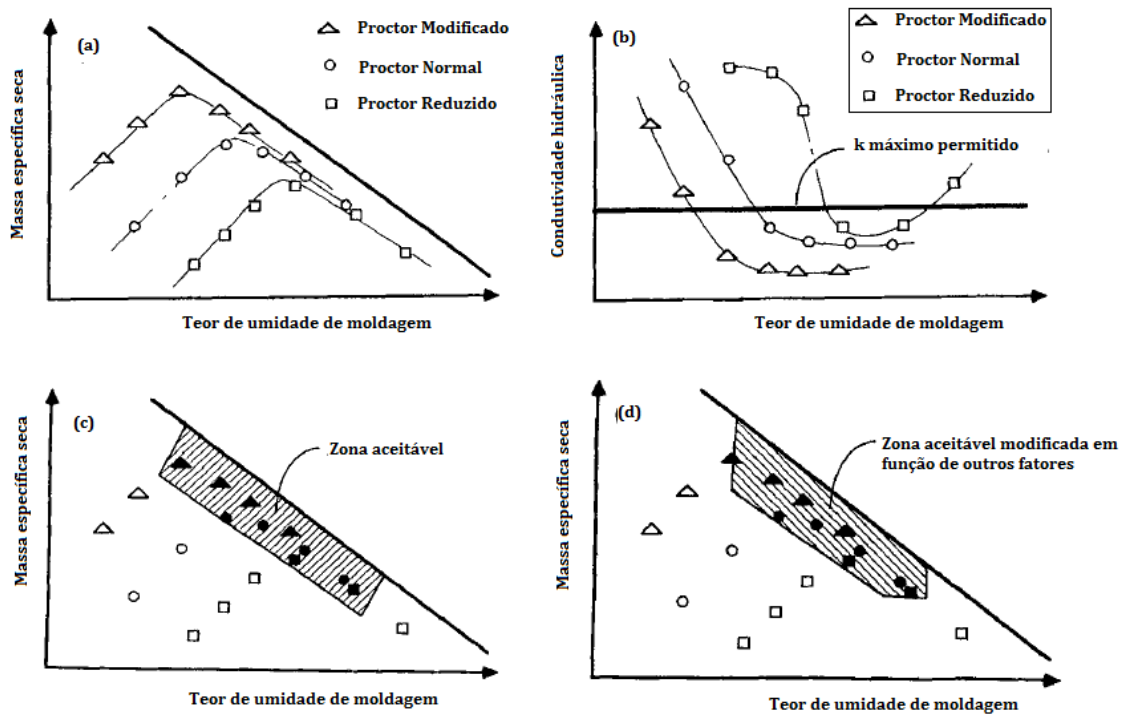 (a)
Proctor Modificado
Proctor Normal
Proctor Reduzido
Massa específica seca
Teor de umidade de moldagem
(b)
Proctor Modificado
Proctor Normal
Proctor Reduzido
k máximo permitido
Condutividade hidráulica
Teor de umidade de moldagem
(c)
Zona aceitável
Massa específica seca
Teor de umidade de moldagem
(d)
Zona aceitável modificada em
função de outros fatores
Massa específica seca
Teor de umidade de moldagem